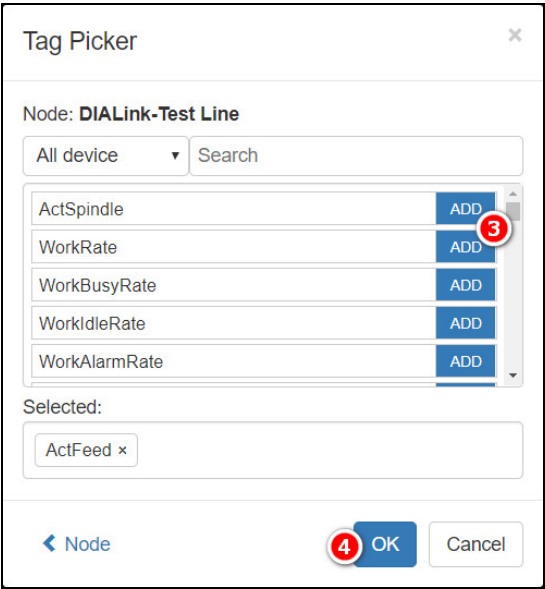 Tag Picker ×
Node: DIALink-Test Line
All device ▾ Search
ActSpindle ADD
3
WorkRate ADD
WorkBusyRate ADD
WorkIdleRate ADD
WorkAlarmRate ADD
Selected:
ActFeed ×
Node 4 OK Cancel